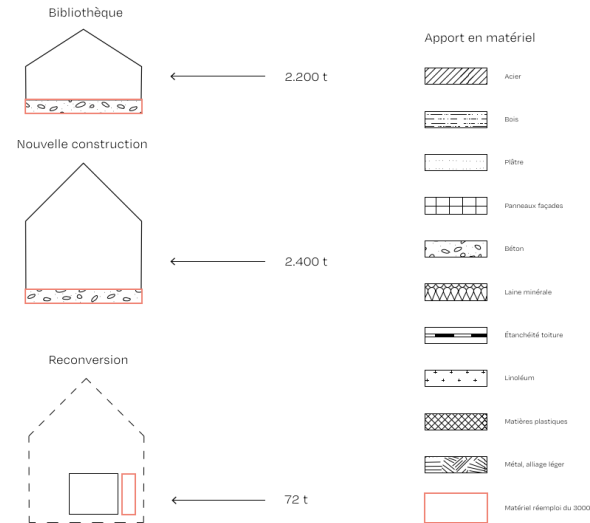 Bibliothèque
2.200 t
Nouvelle construction
2.400 t
Reconversion
72 t
Apport en matériel
Acier
Bois
Plâtre
Panneaux façades
Béton
Laine minérale
Étanchéité toiture
Linoléum
Matières plastiques
Métal, alliage léger
Matériel réemploi du 3000